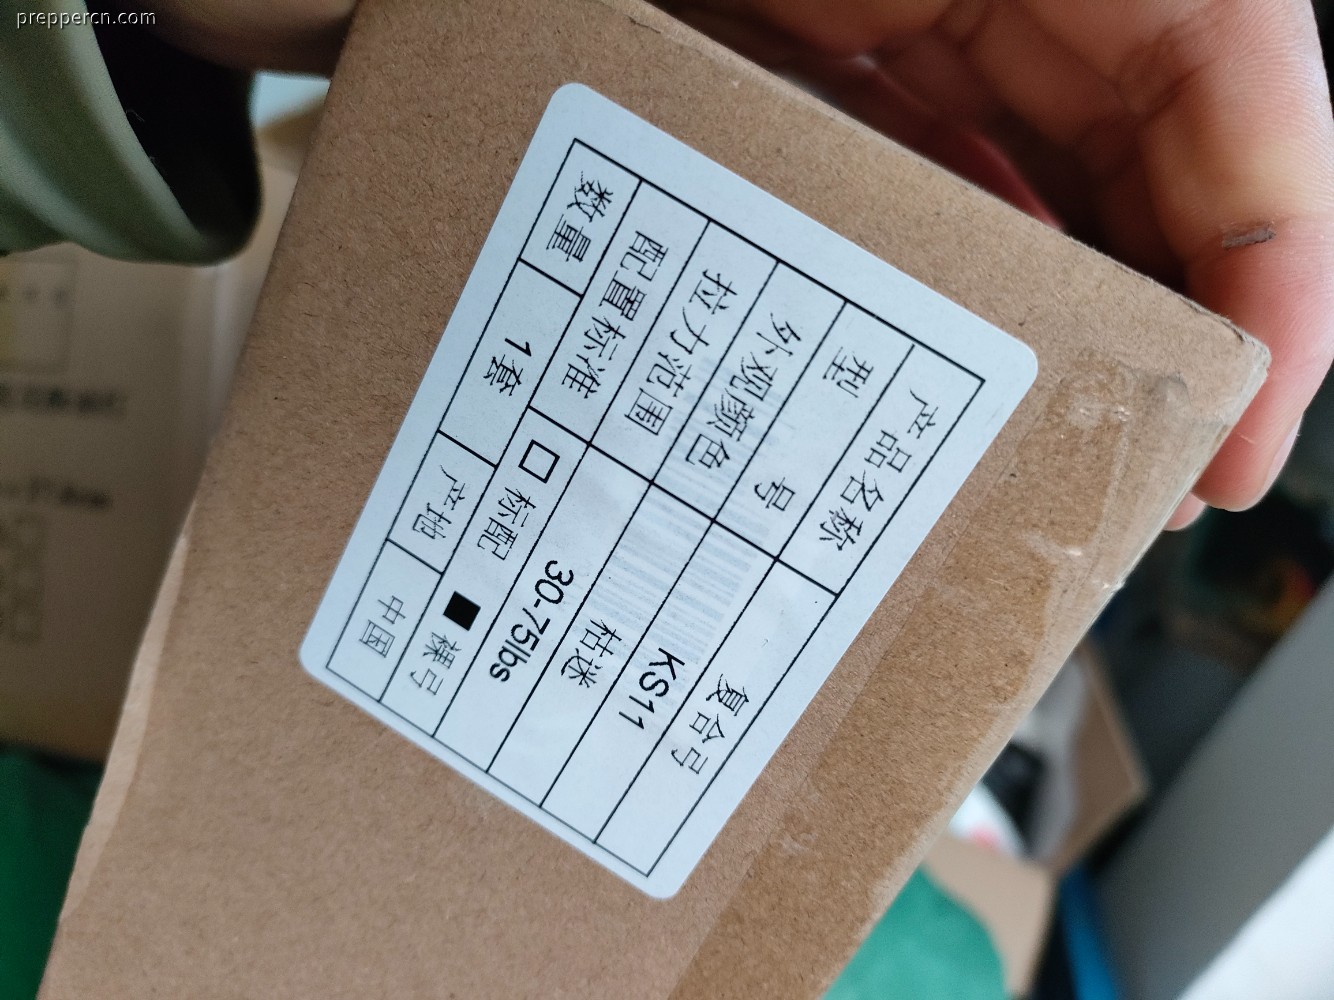 preppercn.com
产品名称 复合弓
型号 KS11
外观颜色 枯迷
拉力范围 30-75lbs
配置标准 □标配 ■裸弓
数量 1套 产地 中国